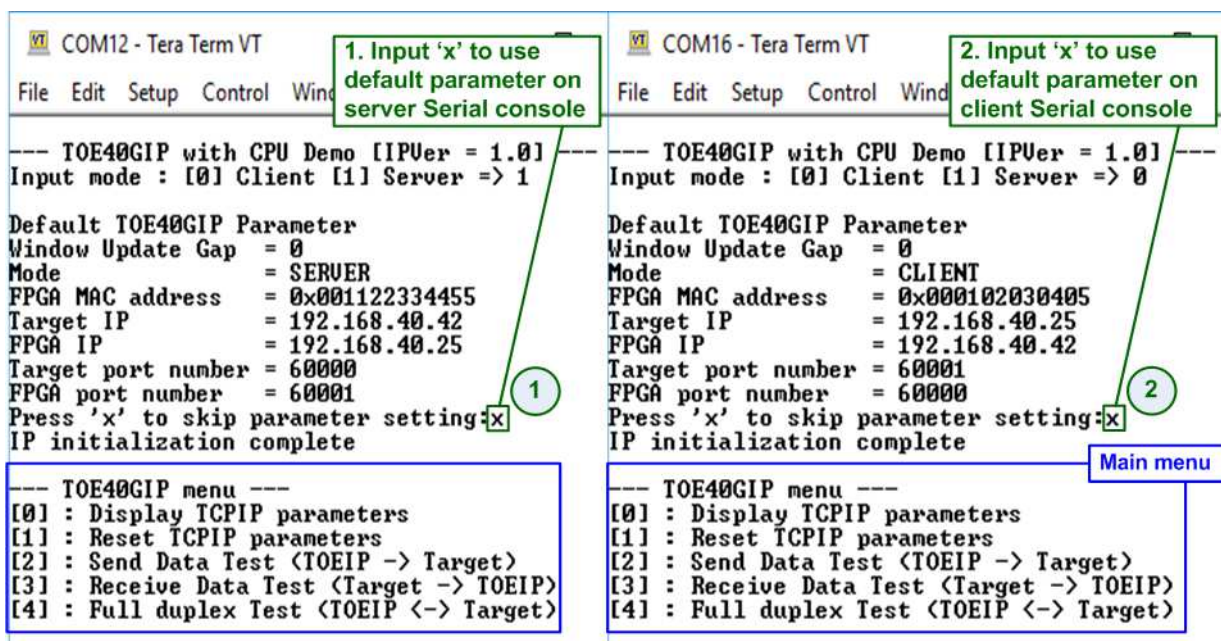 COM12 - Tera Term VT
1. Input ‘x’ to use
default parameter on
server Serial console
File Edit Setup Control
--- TOE40GIP with CPU Demo [IPVer = 1.0] ---
Input mode : [0] Client [1] Server => 1
Default TOE40GIP Parameter
Window Update Gap = 0
Mode = SERVER
FPGA MAC address = 0x001122334455
Target IP = 192.168.40.42
FPGA IP = 192.168.40.25
Target port number = 60000
FPGA port number = 60001
1
Press 'x' to skip parameter setting:x
IP initialization complete
--- TOE40GIP menu ---
[0] : Display TCPIP parameters
[1] : Reset TCPIP parameters
[2] : Send Data Test (TOEIP -> Target)
[3] : Receive Data Test (Target -> TOEIP)
[4] : Full duplex Test (TOEIP <-> Target)
COM16 - Tera Term VT
2. Input ‘x’ to use
default parameter on
client Serial console
File Edit Setup Control
--- TOE40GIP with CPU Demo [IPVer = 1.0] ---
Input mode : [0] Client [1] Server => 0
Default TOE40GIP Parameter
Window Update Gap = 0
Mode = CLIENT
FPGA MAC address = 0x000102030405
Target IP = 192.168.40.25
FPGA IP = 192.168.40.42
Target port number = 60001
FPGA port number = 60000
2
Press 'x' to skip parameter setting:x
IP initialization complete
Main menu
--- TOE40GIP menu ---
[0] : Display TCPIP parameters
[1] : Reset TCPIP parameters
[2] : Send Data Test (TOEIP -> Target)
[3] : Receive Data Test (Target -> TOEIP)
[4] : Full duplex Test (TOEIP <-> Target)